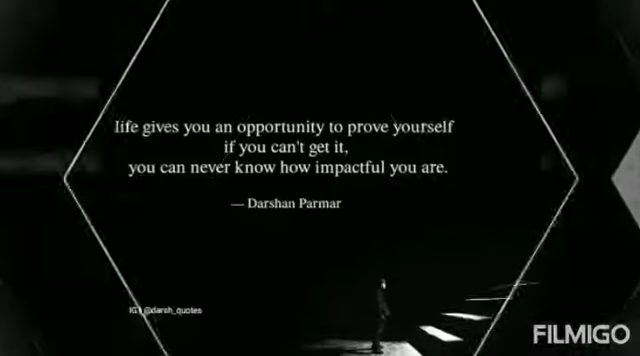 life gives you an opportunity to prove yourself
if you can't get it,
you can never know how impactful you are.
— Darshan Parmar
IG | @darsh_quotes
FILMIGO